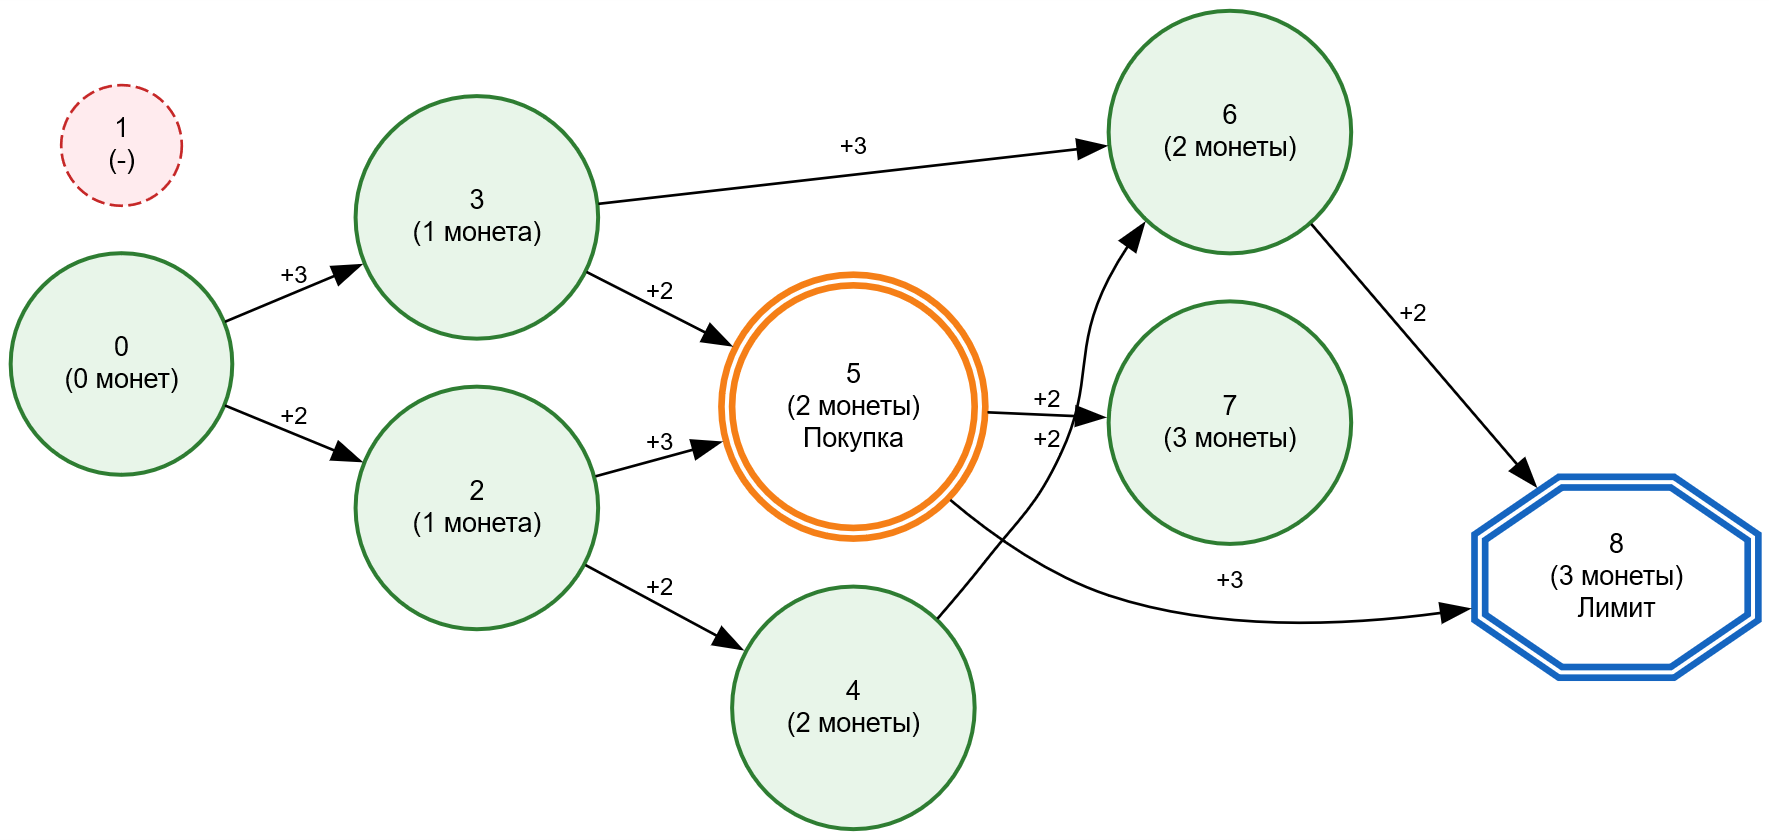 1
(-)
0
(0 монет)
+3
+2
3
(1 монета)
2
(1 монета)
+3
+2
+3
+2
5
(2 монеты)
Покупка
4
(2 монеты)
+2
+2
+3
6
(2 монеты)
7
(3 монеты)
+2
8
(3 монеты)
Лимит